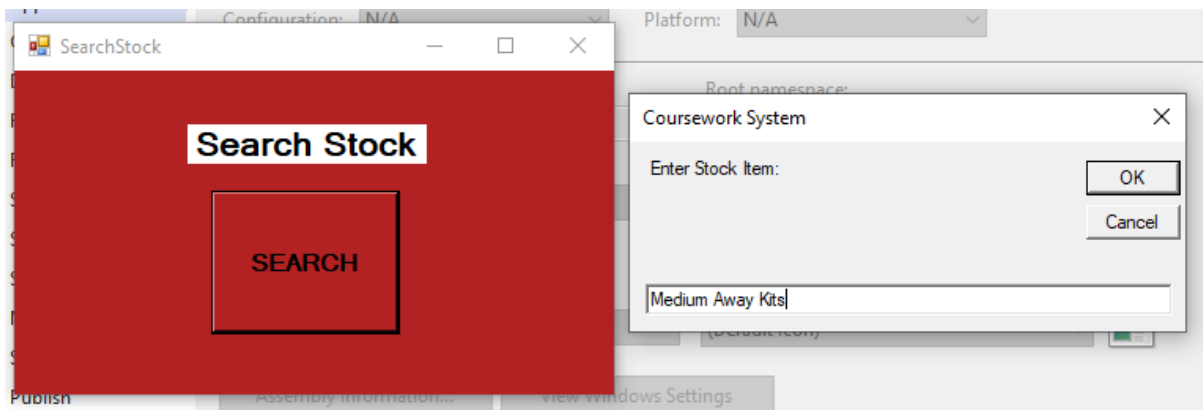 Configuration: N/A
Platform: N/A
SearchStock
Root namespace:
Coursework System
Search Stock
Enter Stock Item:
OK
Cancel
SEARCH
Medium Away Kits
(Default Icon)
Publish
Assembly Information...
View Windows Settings